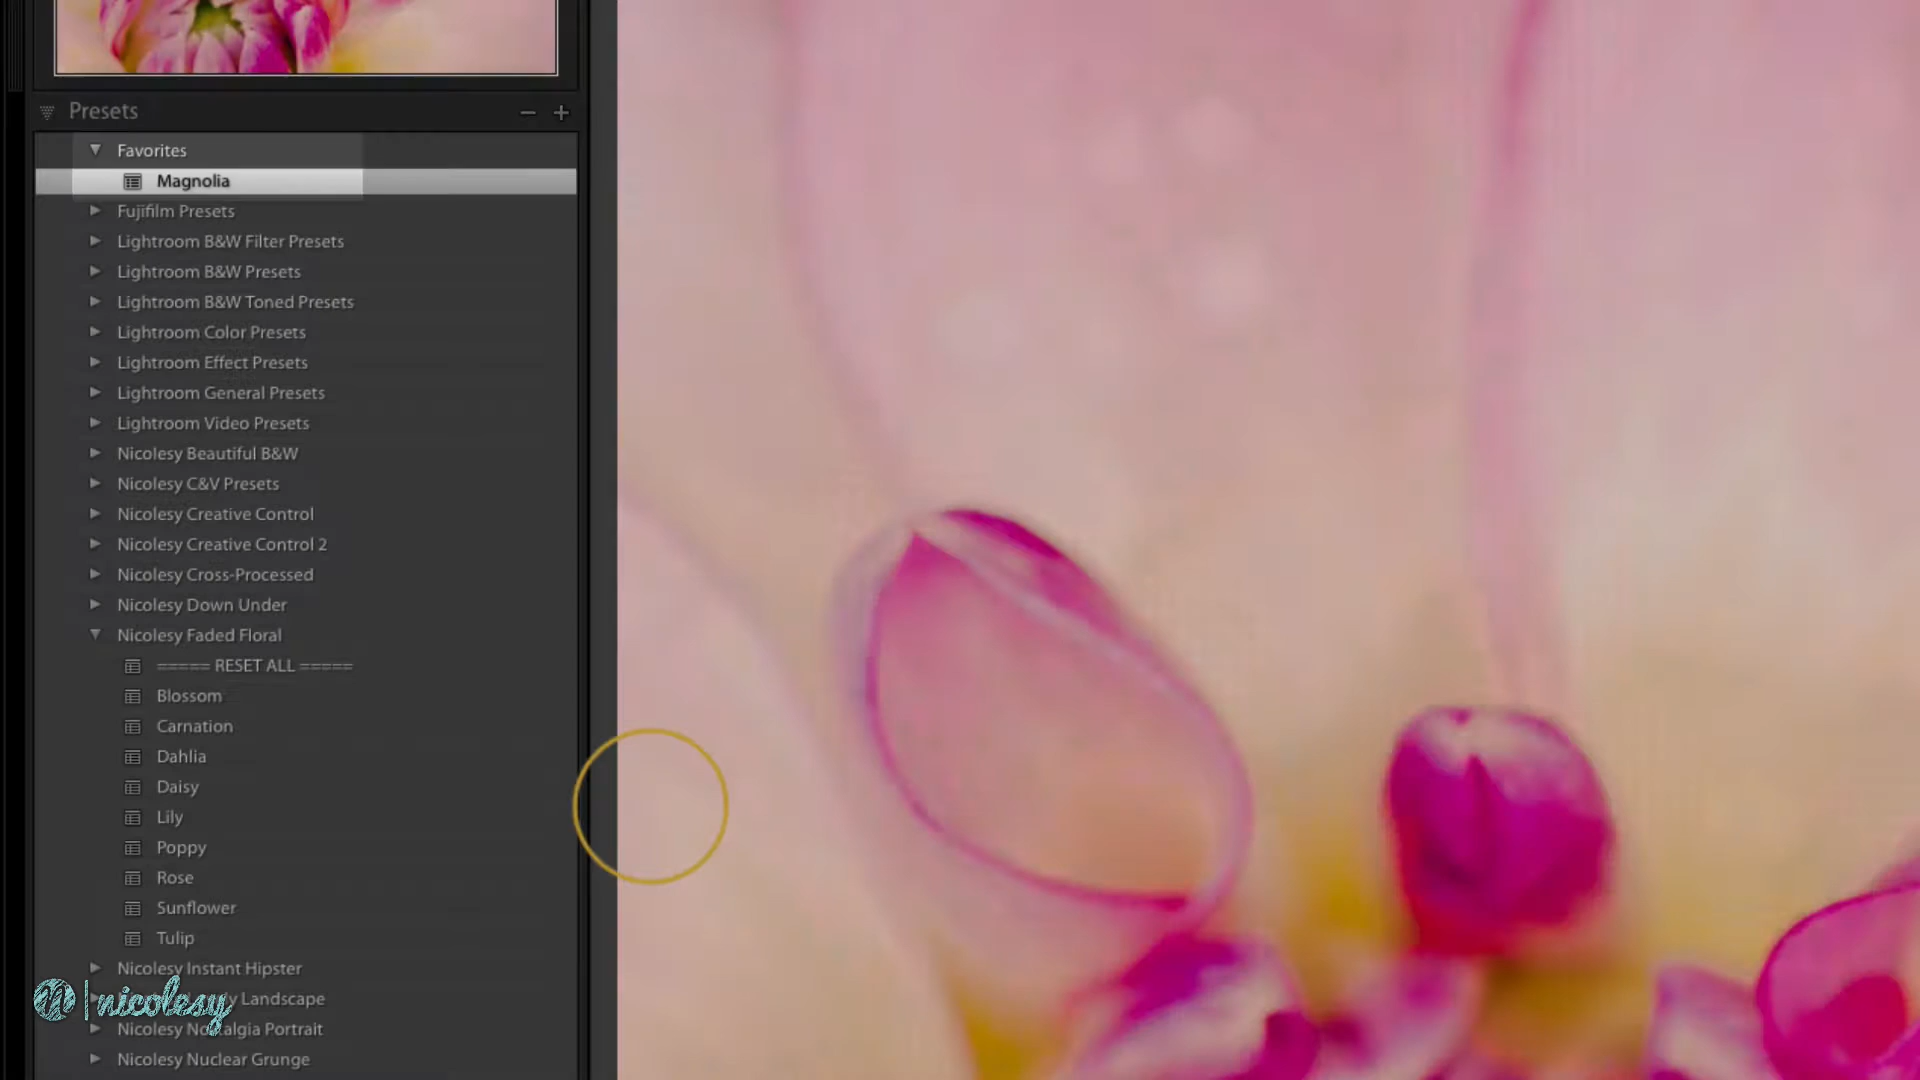 Presets
Favorites
Magnolia
Fujifilm Presets
Lightroom B&W Filter Presets
Lightroom B&W Presets
Lightroom B&W Toned Presets
Lightroom Color Presets
Lightroom Effect Presets
Lightroom General Presets
Lightroom Video Presets
Nicolesy Beautiful B&W
Nicolesy C&V Presets
Nicolesy Creative Control
Nicolesy Creative Control 2
Nicolesy Cross-Processed
Nicolesy Down Under
Nicolesy Faded Floral
===== RESET ALL =====
Blossom
Carnation
Dahlia
Daisy
Lily
Poppy
Rose
Sunflower
Tulip
Nicolesy Instant Hipster
Landscape
nicolesy
Nicolesy Nostalgia Portrait
Nicolesy Nuclear Grunge